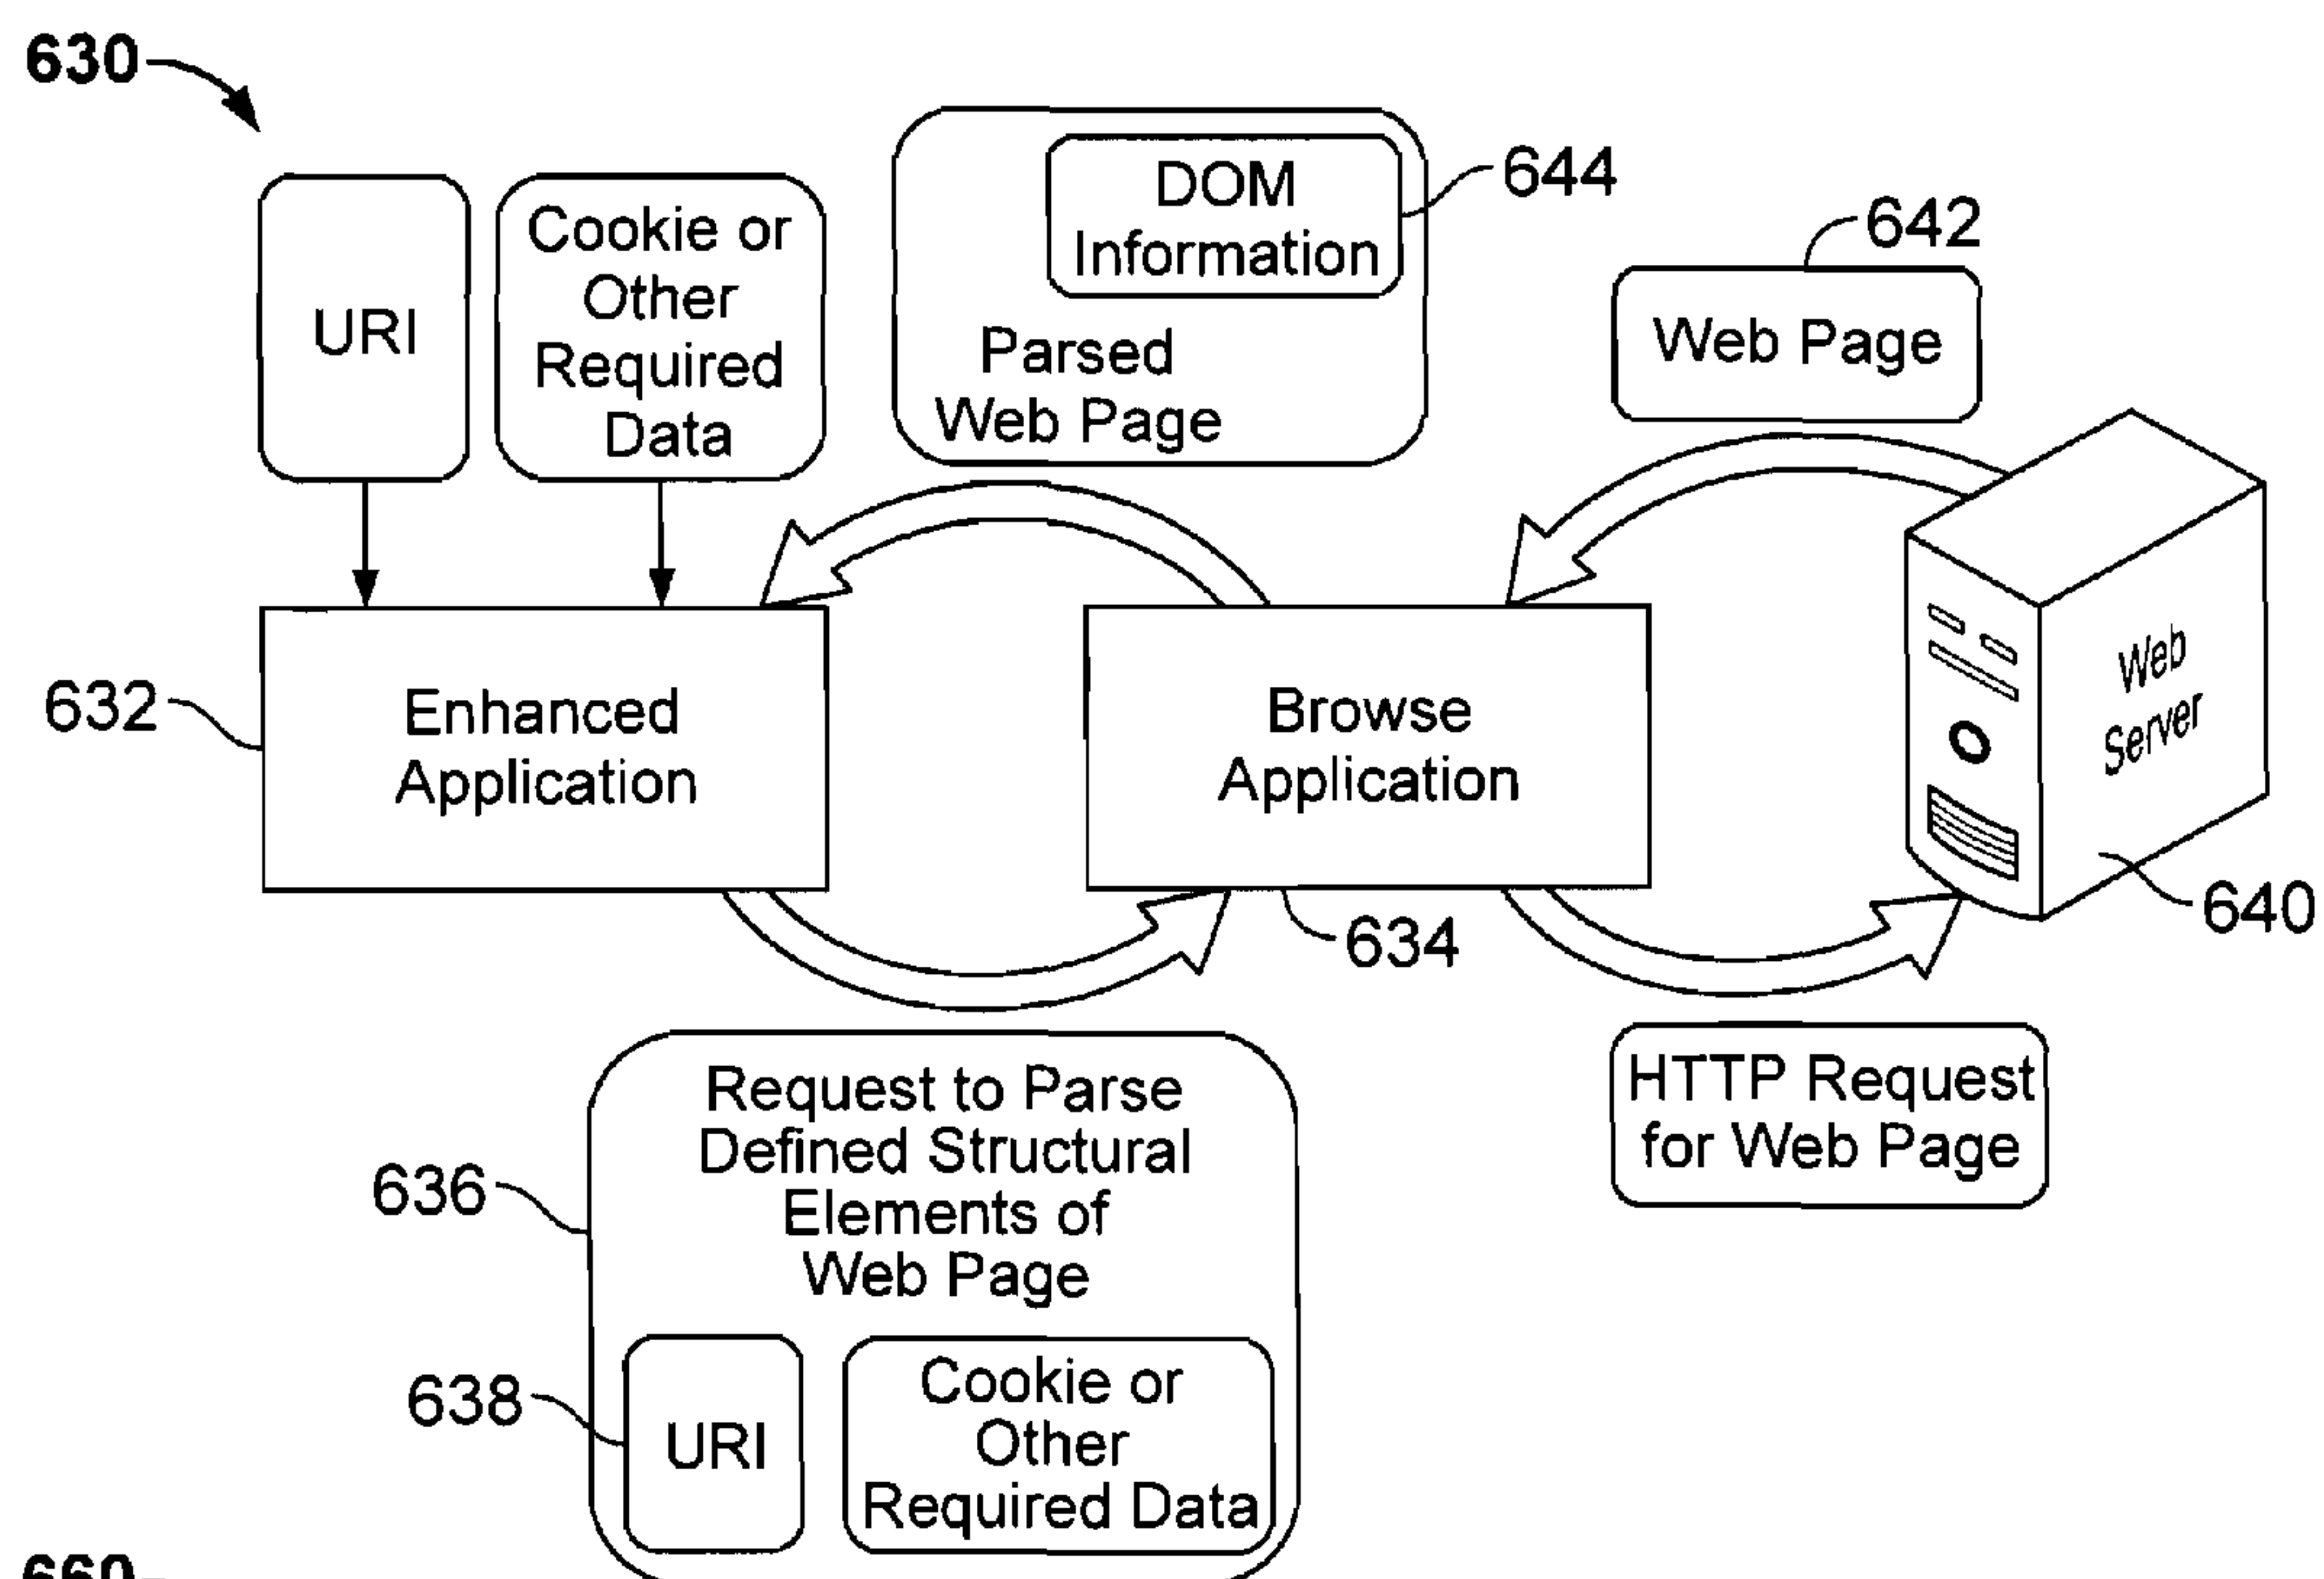 630
DOM
Information
644
642
URI
Cookie or
Other
Required
Data
Parsed
Web Page
Web Page
632
Enhanced
Application
Browse
Application
Web
Server
634
640
Request to Parse
Defined Structural
Elements of
Web Page
HTTP Request
for Web Page
636
638
URI
Cookie or
Other
Required Data
660